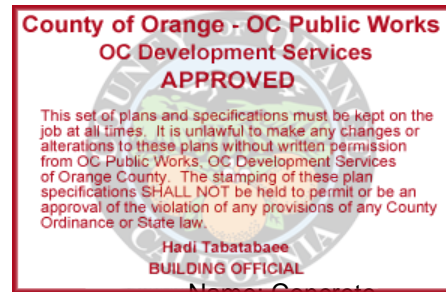 County of Orange - OC Public Works
OC Development Services
APPROVED
This set of plans and specifications must be kept on the
job at all times. It is unlawful to make any changes or
alterations to these plans without written permission
from OC Public Works, OC Development Services
of Orange County. The stamping of these plan
specifications SHALL NOT be held to permit or be an
approval of the violation of any provisions of any County
Ordinance or State law.
Hadi Tabatabaee
BUILDING OFFICIAL
Name: Concrete